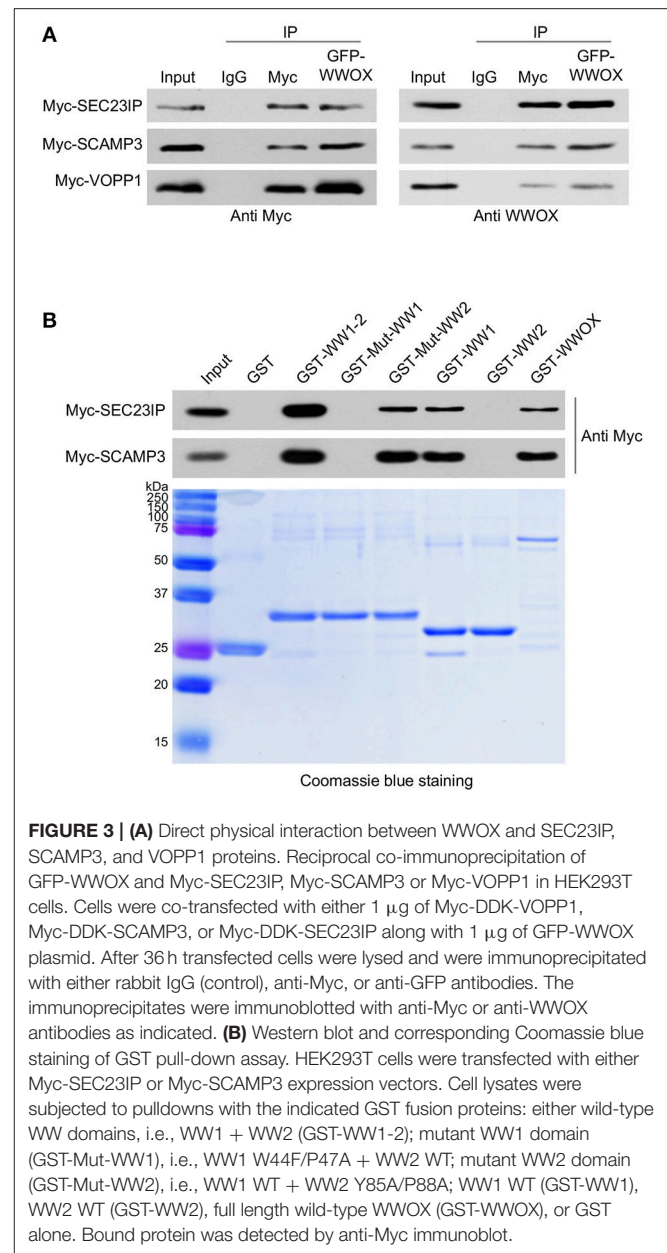 A
IP
IP
Input
IgG
Myc
GFP-
WWOX
Input
IgG
Myc
GFP-
WWOX
Myc-SEC23IP
Myc-SCAMP3
Myc-VOPP1
Anti Myc
Anti WWOX
B
Input
GST
GST-WW1-2
GST-Mut-WW1
GST-Mut-WW2
GST-WW1
GST-WW2
GST-WWOX
Myc-SEC23IP
Myc-SCAMP3
Anti Myc
kDa
250
150
100
75
50
37
25
20
15
Coomassie blue staining
FIGURE 3 | (A) Direct physical interaction between WWOX and SEC23IP,
SCAMP3, and VOPP1 proteins. Reciprocal co-immunoprecipitation of
GFP-WWOX and Myc-SEC23IP, Myc-SCAMP3 or Myc-VOPP1 in HEK293T
cells. Cells were co-transfected with either 1 μg of Myc-DDK-VOPP1,
Myc-DDK-SCAMP3, or Myc-DDK-SEC23IP along with 1 μg of GFP-WWOX
plasmid. After 36 h transfected cells were lysed and were immunoprecipitated
with either rabbit IgG (control), anti-Myc, or anti-GFP antibodies. The
immunoprecipitates were immunoblotted with anti-Myc or anti-WWOX
antibodies as indicated. (B) Western blot and corresponding Coomassie blue
staining of GST pull-down assay. HEK293T cells were transfected with either
Myc-SEC23IP or Myc-SCAMP3 expression vectors. Cell lysates were
subjected to pulldowns with the indicated GST fusion proteins: either wild-type
WW domains, i.e., WW1 + WW2 (GST-WW1-2); mutant WW1 domain
(GST-Mut-WW1), i.e., WW1 W44F/P47A + WW2 WT; mutant WW2 domain
(GST-Mut-WW2), i.e., WW1 WT + WW2 Y85A/P88A; WW1 WT (GST-WW1),
WW2 WT (GST-WW2), full length wild-type WWOX (GST-WWOX), or GST
alone. Bound protein was detected by anti-Myc immunoblot.